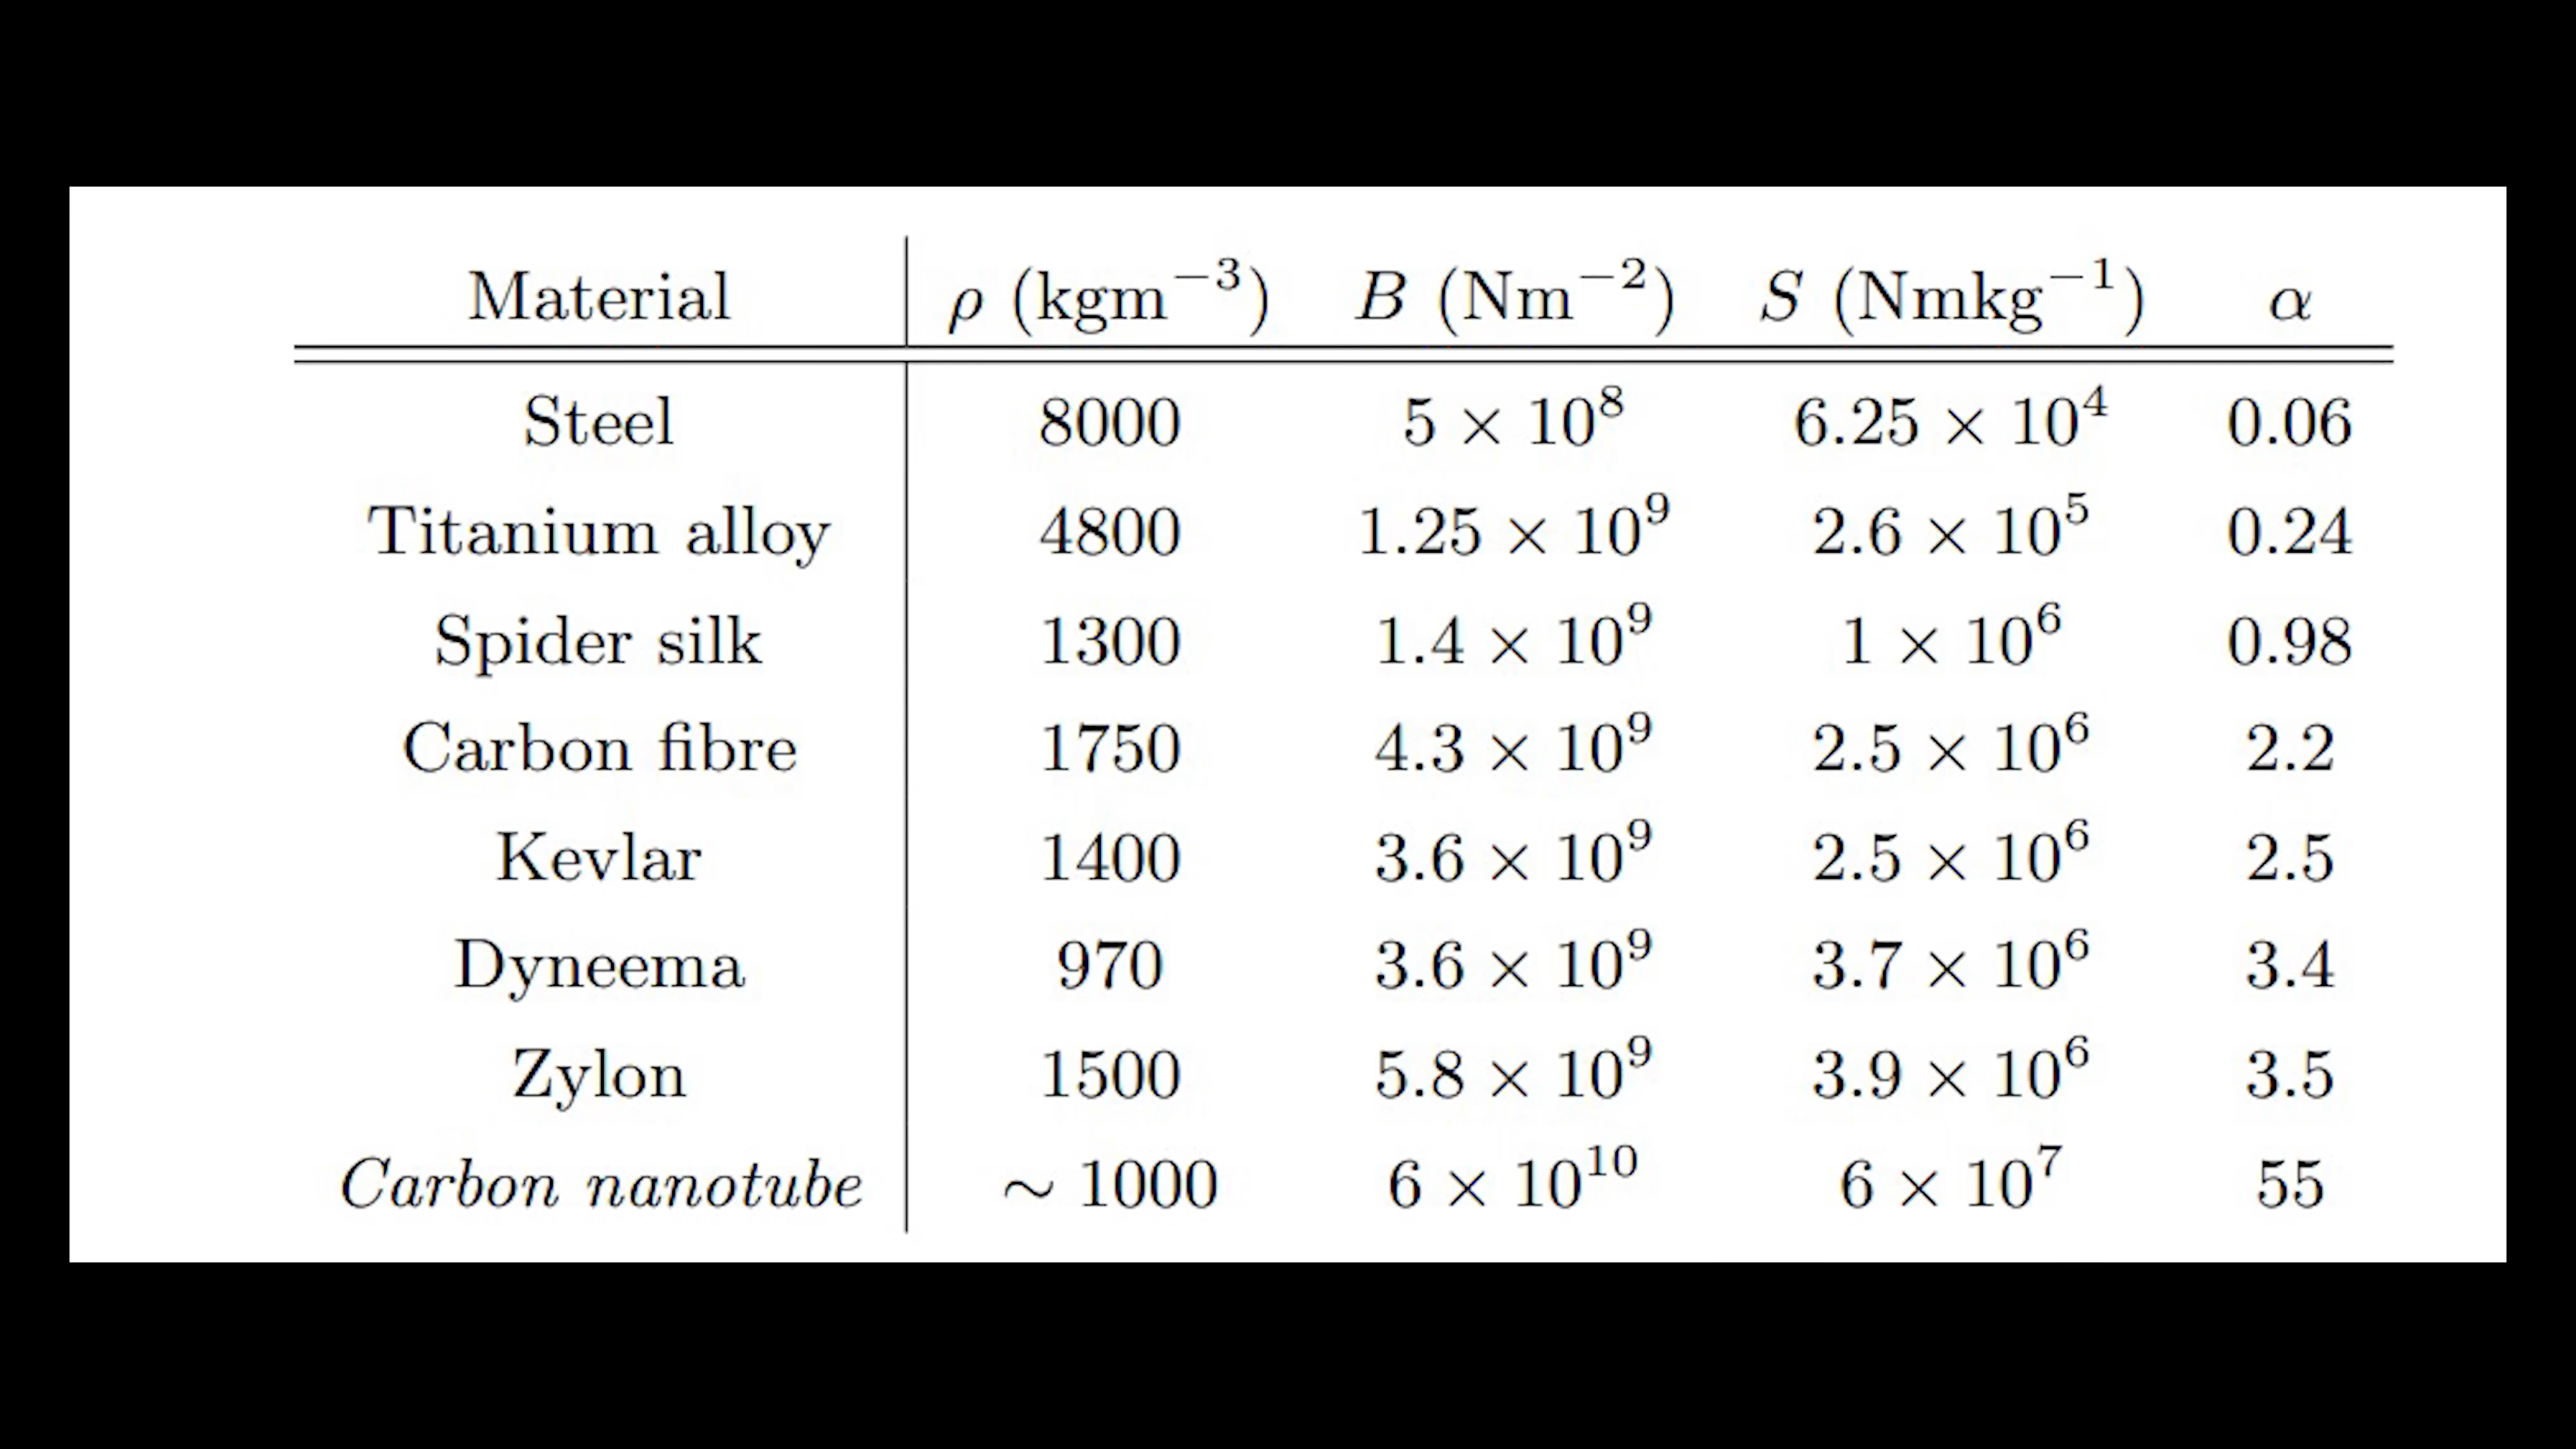 Material ρ (kgm⁻³) B (Nm⁻²) S (Nmkg⁻¹) α
Steel 8000 5 × 10⁸ 6.25 × 10⁴ 0.06
Titanium alloy 4800 1.25 × 10⁹ 2.6 × 10⁵ 0.24
Spider silk 1300 1.4 × 10⁹ 1 × 10⁶ 0.98
Carbon fibre 1750 4.3 × 10⁹ 2.5 × 10⁶ 2.2
Kevlar 1400 3.6 × 10⁹ 2.5 × 10⁶ 2.5
Dyneema 970 3.6 × 10⁹ 3.7 × 10⁶ 3.4
Zylon 1500 5.8 × 10⁹ 3.9 × 10⁶ 3.5
Carbon nanotube ~ 1000 6 × 10¹⁰ 6 × 10⁷ 55